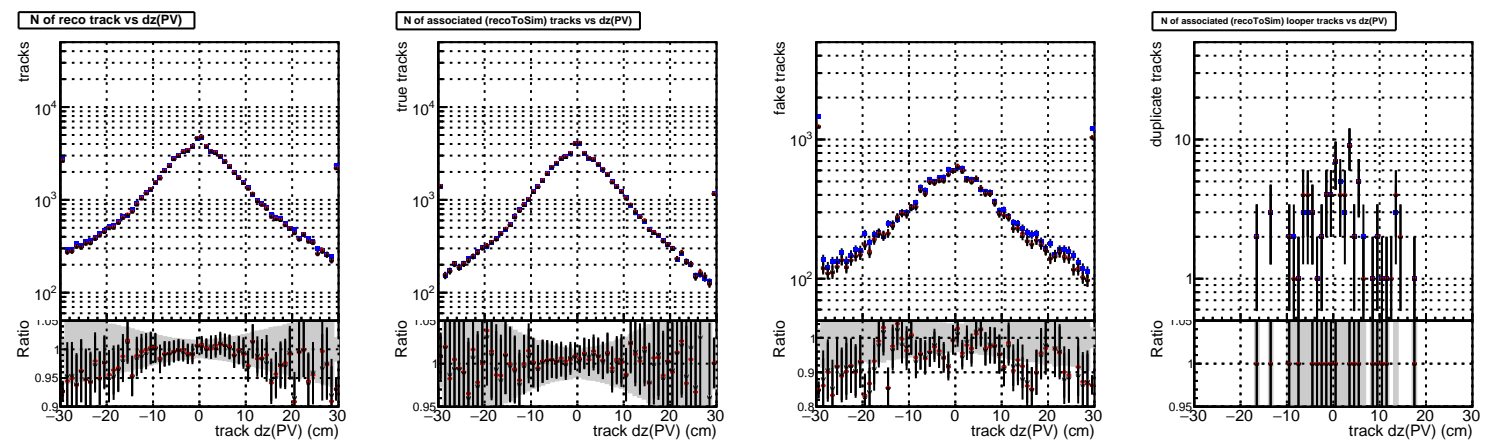 N of reco track vs dz(PV)
tracks
10^4
10^3
10^2
Ratio
1.05
1
0.95
0.9
−30 −20 −10 0 10 20 30
track dz(PV) (cm)
N of associated (recoToSim) tracks vs dz(PV)
true tracks
10^4
10^3
10^2
Ratio
1.05
1
0.95
−30 −20 −10 0 10 20 30
track dz(PV) (cm)
fake tracks
10^3
10^2
Ratio
1
0.9
0.8
−30 −20 −10 0 10 20 30
track dz(PV) (cm)
N of associated (recoToSim) looper tracks vs dz(PV)
duplicate tracks
10
1
Ratio
1.05
1
0.95
−30 −20 −10 0 10 20 30
track dz(PV) (cm)